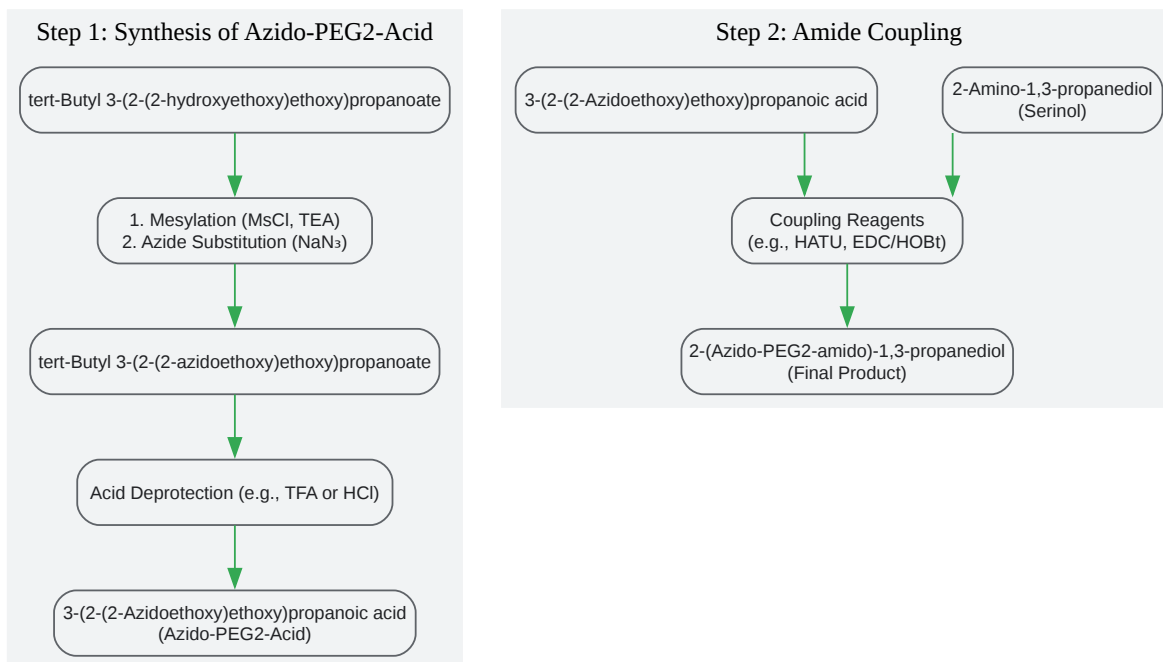 Step 1: Synthesis of Azido-PEG2-Acid
tert-Butyl 3-(2-(2-hydroxyethoxy)ethoxy)propanoate
1. Mesylation (MsCl, TEA)
2. Azide Substitution (NaN₃)
tert-Butyl 3-(2-(2-azidoethoxy)ethoxy)propanoate
Acid Deprotection (e.g., TFA or HCl)
3-(2-(2-Azidoethoxy)ethoxy)propanoic acid
(Azido-PEG2-Acid)
Step 2: Amide Coupling
3-(2-(2-Azidoethoxy)ethoxy)propanoic acid
2-Amino-1,3-propanediol
(Serinol)
Coupling Reagents
(e.g., HATU, EDC/HOBt)
2-(Azido-PEG2-amido)-1,3-propanediol
(Final Product)